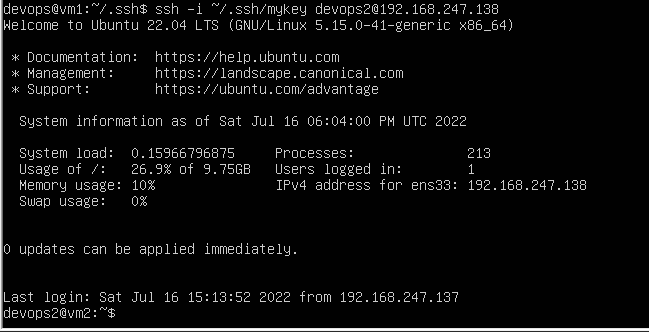 devops@vm1:~/.ssh$ ssh -i ~/.ssh/mykey devops2@192.168.247.138
Welcome to Ubuntu 22.04 LTS (GNU/Linux 5.15.0-41-generic x86_64)
* Documentation:  https://help.ubuntu.com
* Management:     https://landscape.canonical.com
* Support:        https://ubuntu.com/advantage
System information as of Sat Jul 16 06:04:00 PM UTC 2022
System load:  0.15966796875     Processes:              213
Usage of /:   26.9% of 9.75GB   Users logged in:        1
Memory usage: 10%               IPv4 address for ens33: 192.168.247.138
Swap usage:   0%
0 updates can be applied immediately.
Last login: Sat Jul 16 15:13:52 2022 from 192.168.247.137
devops2@vm2:~$